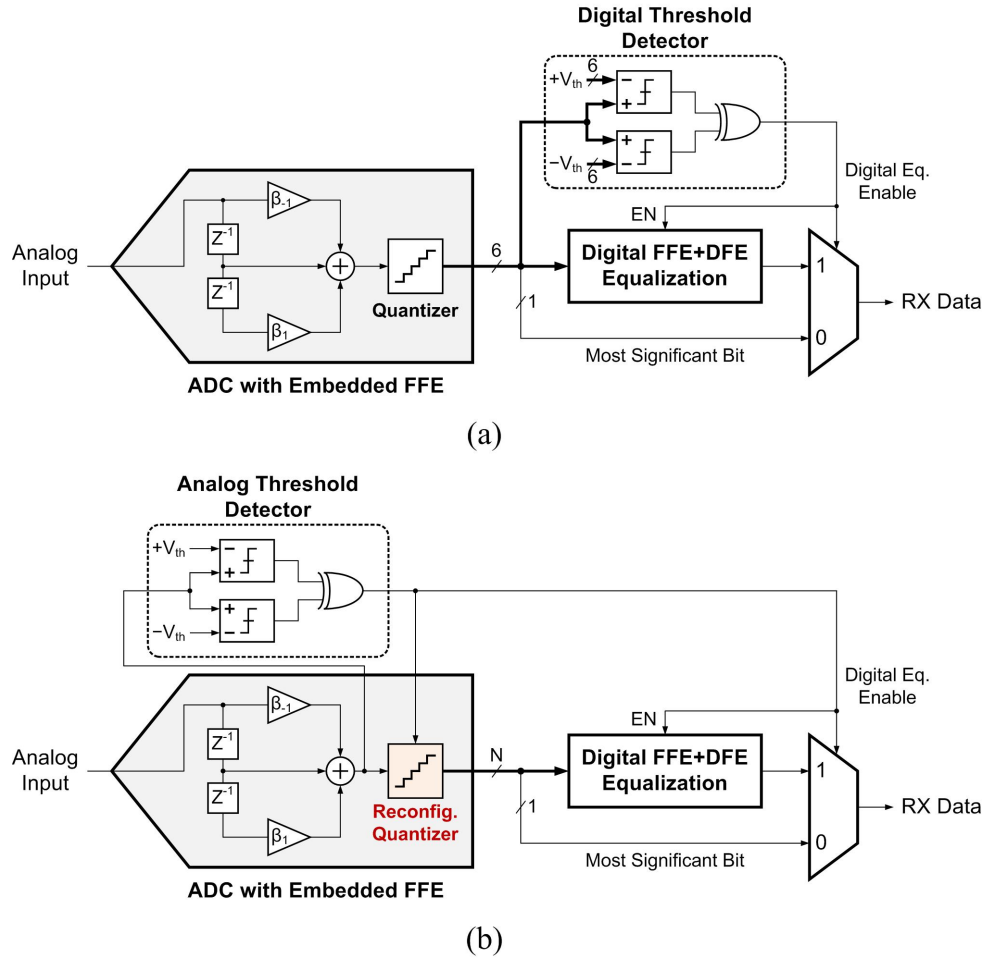 Digital Threshold
Detector
+Vth
6
−
+
+
−
−Vth
6
Digital Eq.
Enable
EN
Analog
Input
Z-1
Z-1
β-1
β1
+
Quantizer
6
1
Digital FFE+DFE
Equalization
1
0
RX Data
Most Significant Bit
ADC with Embedded FFE
(a)
Analog Threshold
Detector
+Vth
−
+
+
−
−Vth
Digital Eq.
Enable
EN
Analog
Input
Z-1
Z-1
β-1
β1
+
Reconfig.
Quantizer
N
1
Digital FFE+DFE
Equalization
1
0
RX Data
Most Significant Bit
ADC with Embedded FFE
(b)